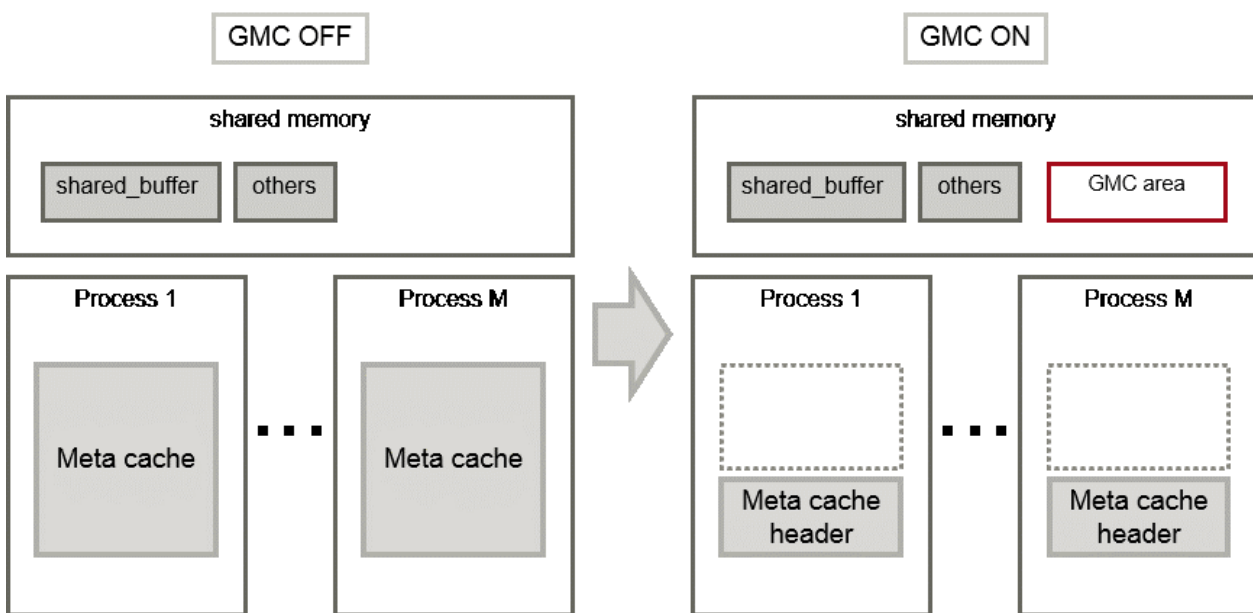 GMC OFF
GMC ON
shared memory
shared_buffer
others
shared memory
shared_buffer
others
GMC area
Process 1
Meta cache
Process M
Meta cache
Process 1
Meta cache
header
Process M
Meta cache
header